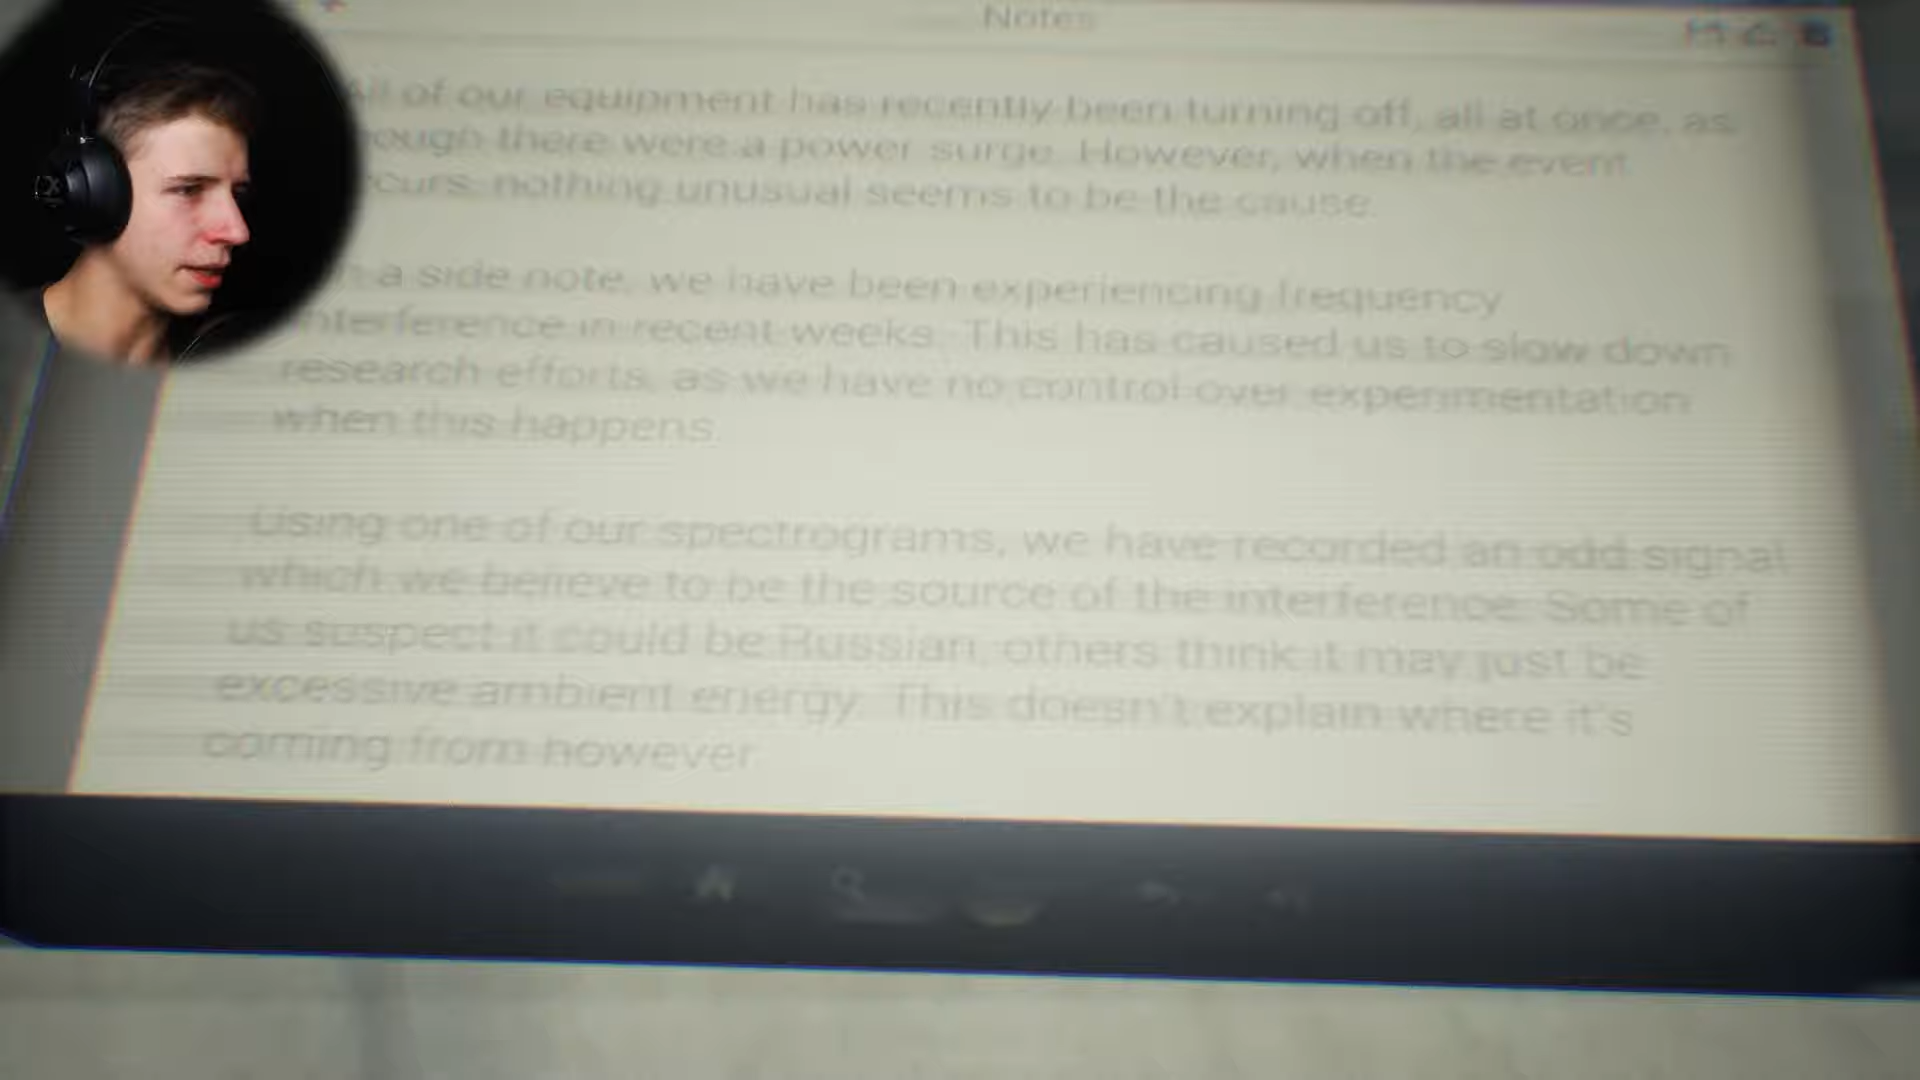 Notes
All of our equipment has recently been turning off, all at once, as
ough there were a power surge. However, when the event
curs, nothing unusual seems to be the cause.
n a side note, we have been experiencing frequency
interference in recent weeks. This has caused us to slow down
research efforts, as we have no control over experimentation
when this happens.
Using one of our spectrograms, we have recorded an odd signal
which we believe to be the source of the interference. Some of
us suspect it could be Russian, others think it may just be
excessive ambient energy. This doesn't explain where it's
coming from however